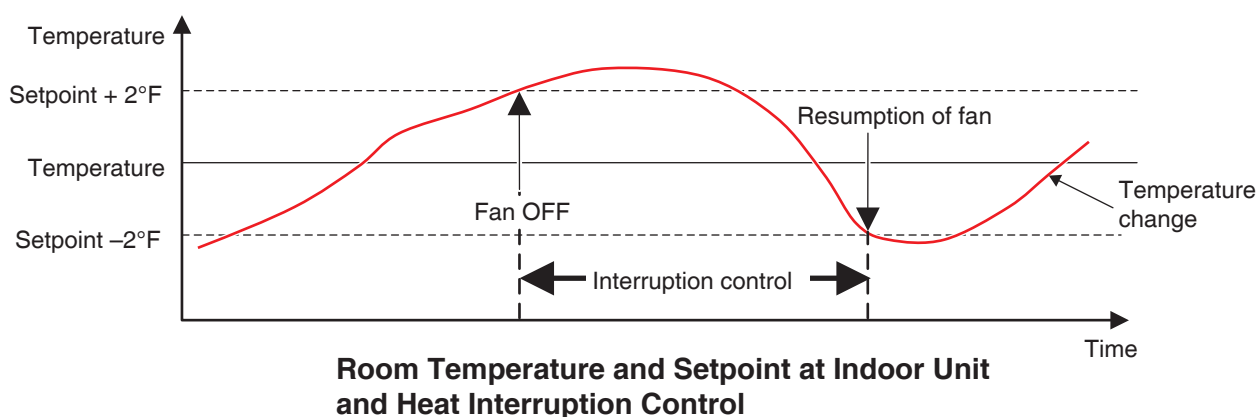 Temperature
Setpoint + 2°F
Resumption of fan
Temperature
Temperature
change
Fan OFF
Setpoint –2°F
Interruption control
Time
Room Temperature and Setpoint at Indoor Unit
and Heat Interruption Control